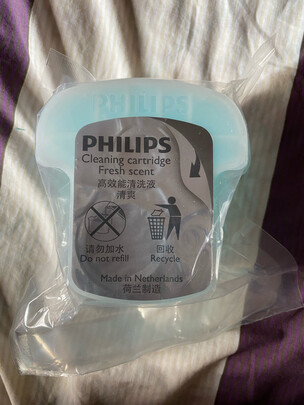 PHILIPS
PHILIPS
Cleaning cartridge
Fresh scent
高效能清洗液
清爽
请勿加水
Do not refill
回收
Recycle
Made in Netherlands
荷兰制造